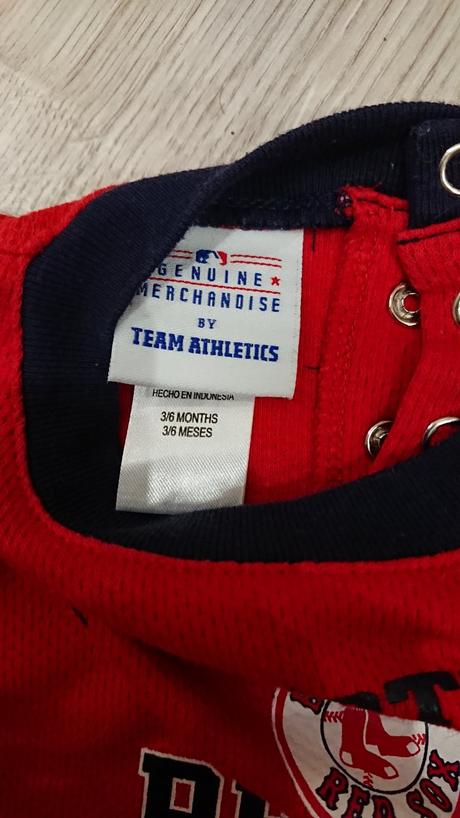 GENUINE
MERCHANDISE
BY
TEAM ATHLETICS
HECHO EN INDONESIA
3/6 MONTHS
3/6 MESES
RED SOX